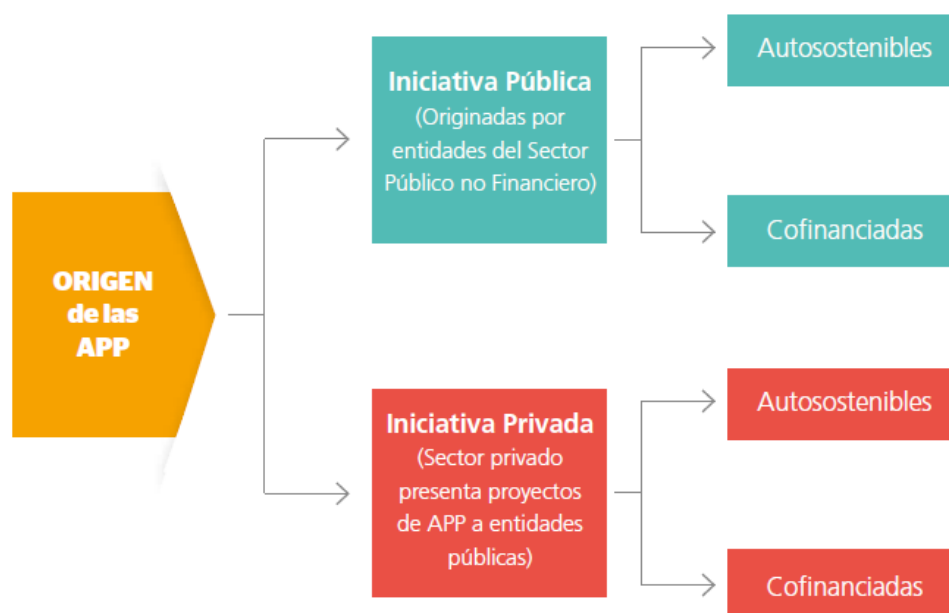 ORIGEN
de las
APP
Iniciativa Pública
(Originadas por
entidades del Sector
Público no Financiero)
Autosostenibles
Cofinanciadas
Iniciativa Privada
(Sector privado
presenta proyectos
de APP a entidades
públicas)
Autosostenibles
Cofinanciadas